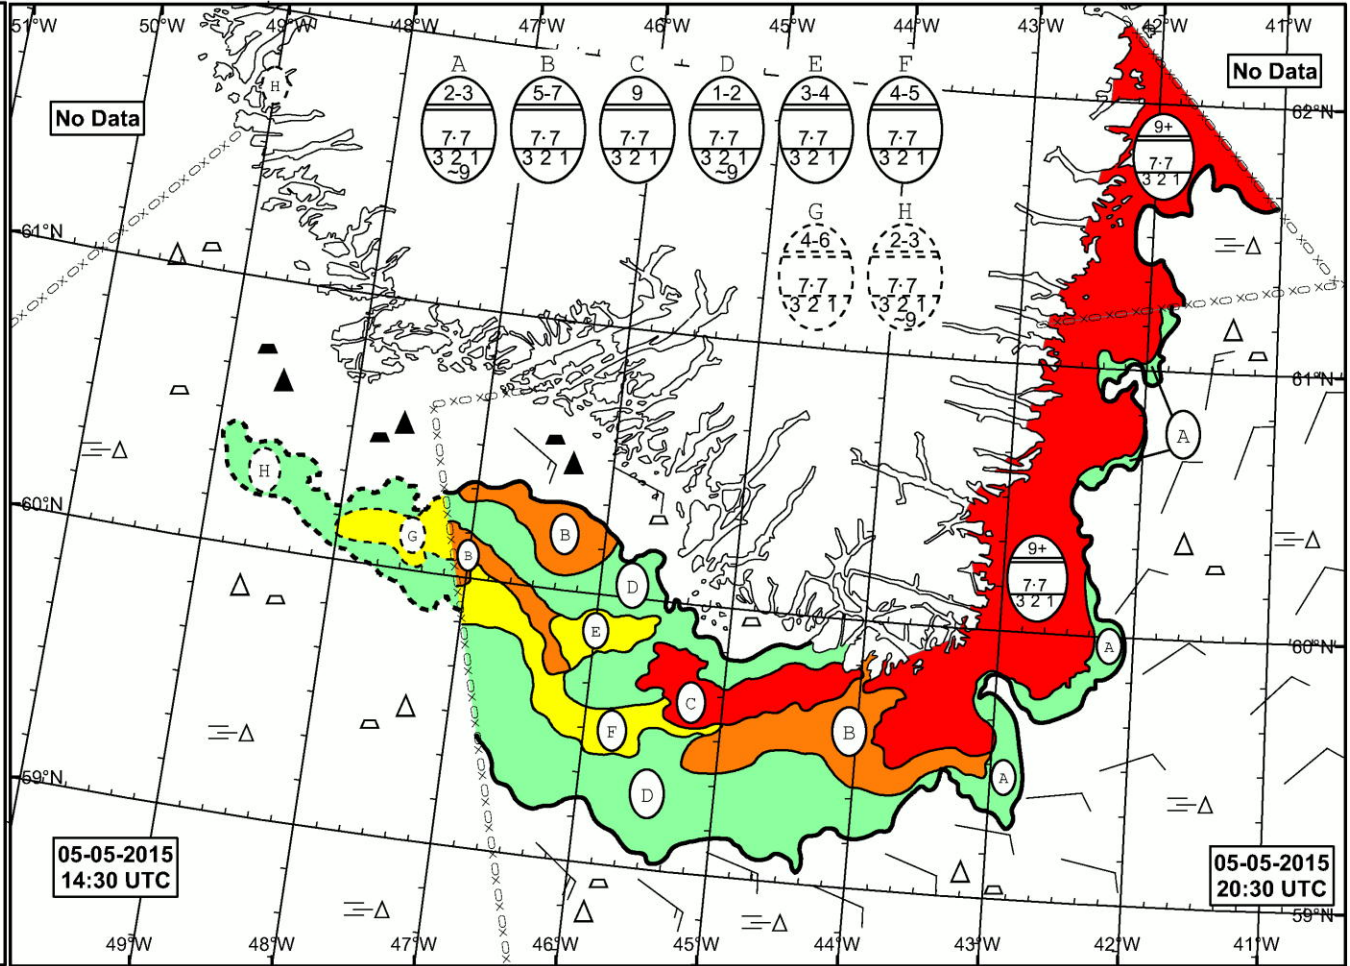 51°W 50°W 49°W 48°W 47°W 46°W 45°W 44°W 43°W 42°W 41°W
A B C D E F
2-3 5-7 9 1-2 3-4 4-5
7·7 7·7 7·7 7·7 7·7 7·7
3 2 1 3 2 1 3 2 1 3 2 1 3 2 1 3 2 1
~9 ~9
H
No Data
No Data
62°N
9+
7·7
3 2 1
G H
4-6 2-3
7·7 7·7
3 2 1 3 2 1
~9
61°N
61°N
A
H
60°N
G
B
B
D
E
9+
7·7
3 2 1
A
60°N
C
F
B
D
A
59°N
05-05-2015
14:30 UTC
05-05-2015
20:30 UTC
59°N
49°W 48°W 47°W 46°W 45°W 44°W 43°W 42°W 41°W